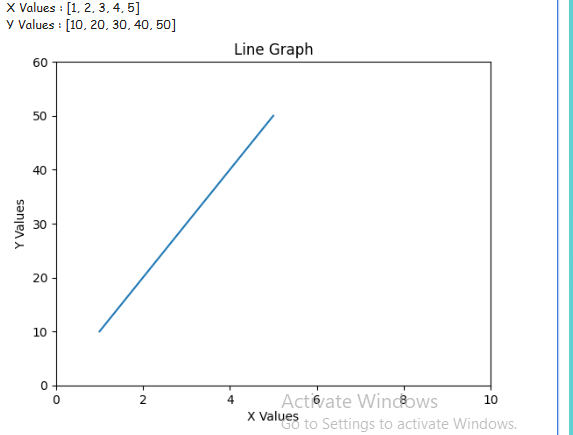 X Values : [1, 2, 3, 4, 5]
Y Values : [10, 20, 30, 40, 50]
Line Graph
60
50
40
30
20
10
0
Y Values
0 2 4 6 8 10
X Values
Activate Windows
Go to Settings to activate Windows.